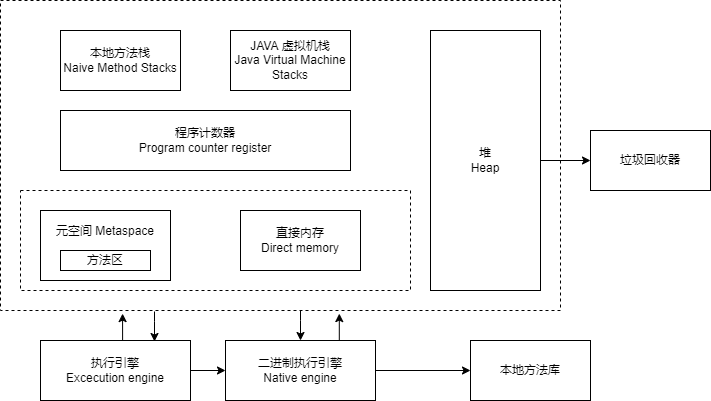 本地方法栈
Naive Method Stacks
JAVA 虚拟机栈
Java Virtual Machine
Stacks
程序计数器
Program counter register
堆
Heap
垃圾回收器
元空间 Metaspace
方法区
直接内存
Direct memory
执行引擎
Excecution engine
二进制执行引擎
Native engine
本地方法库